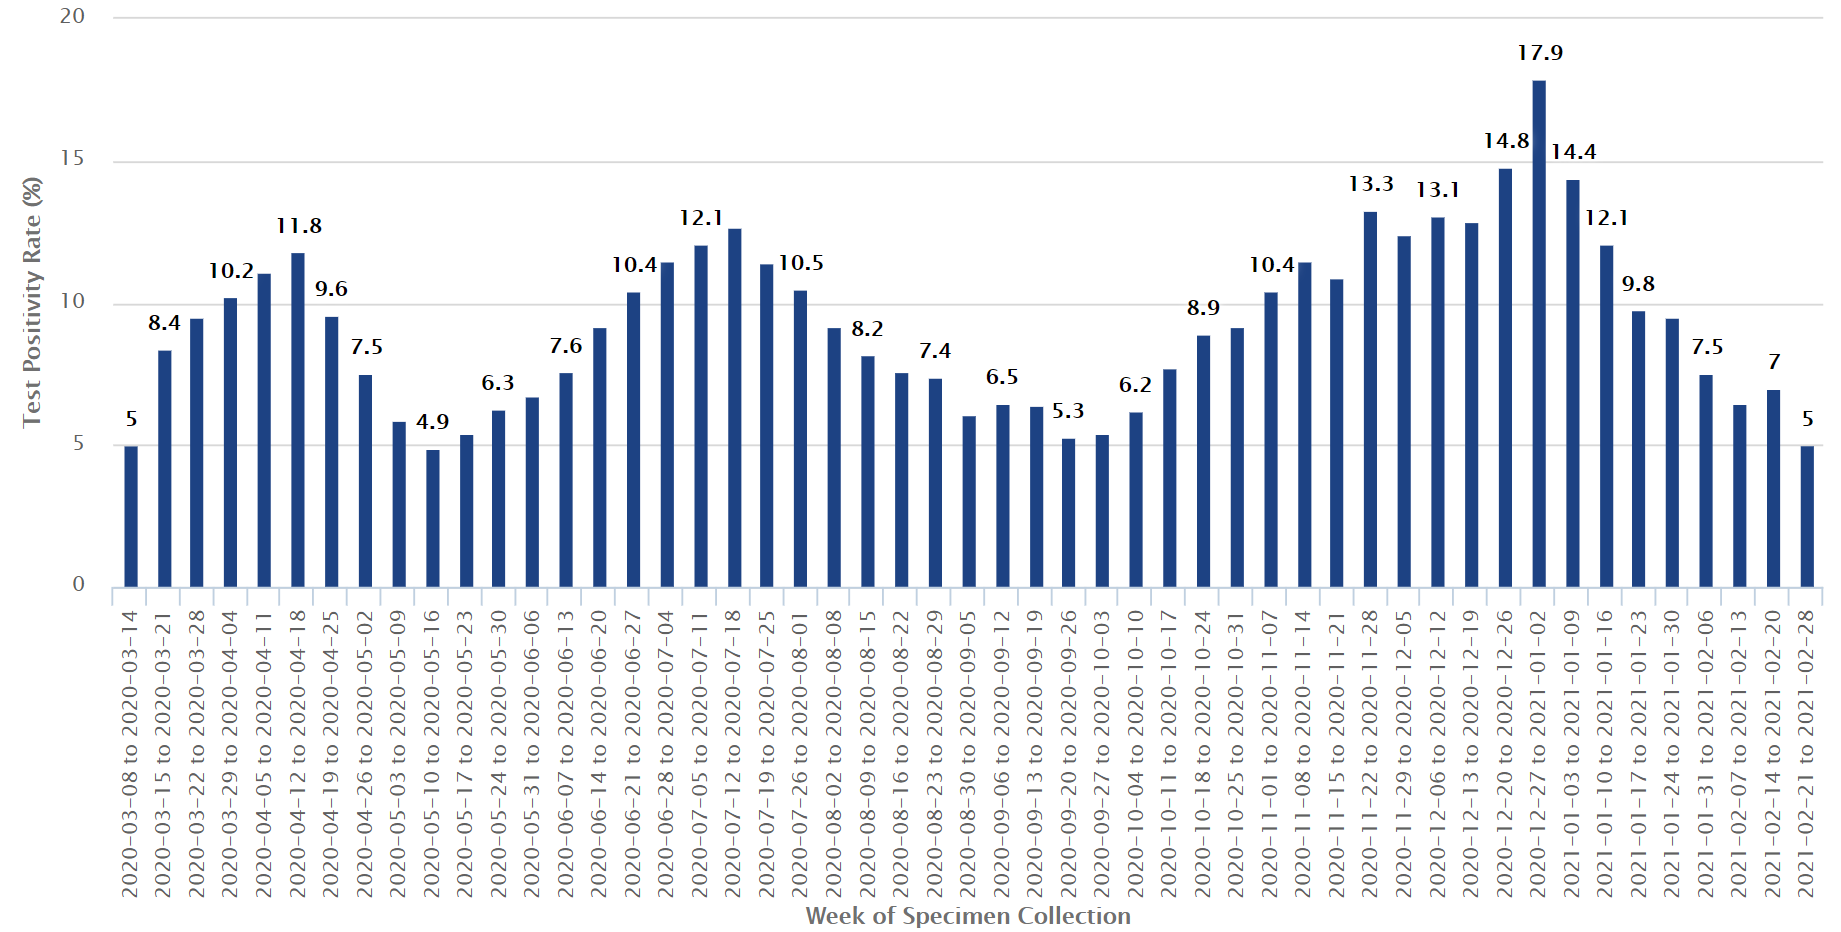 20
15
10
5
0
Test Positivity Rate (%)
5
8.4
10.2
11.8
9.6
7.5
4.9
6.3
7.6
10.4
12.1
10.5
8.2
7.4
6.5
5.3
6.2
8.9
10.4
13.3
13.1
14.8
17.9
14.4
12.1
9.8
7.5
7
5
2020-03-08 to 2020-03-14
2020-03-15 to 2020-03-21
2020-03-22 to 2020-03-28
2020-03-29 to 2020-04-04
2020-04-05 to 2020-04-11
2020-04-12 to 2020-04-18
2020-04-19 to 2020-04-25
2020-04-26 to 2020-05-02
2020-05-03 to 2020-05-09
2020-05-10 to 2020-05-16
2020-05-17 to 2020-05-23
2020-05-24 to 2020-05-30
2020-05-31 to 2020-06-06
2020-06-07 to 2020-06-13
2020-06-14 to 2020-06-20
2020-06-21 to 2020-06-27
2020-06-28 to 2020-07-04
2020-07-05 to 2020-07-11
2020-07-12 to 2020-07-18
2020-07-19 to 2020-07-25
2020-07-26 to 2020-08-01
2020-08-02 to 2020-08-08
2020-08-09 to 2020-08-15
2020-08-16 to 2020-08-22
2020-08-23 to 2020-08-29
2020-08-30 to 2020-09-05
2020-09-06 to 2020-09-12
2020-09-13 to 2020-09-19
2020-09-20 to 2020-09-26
2020-09-27 to 2020-10-03
2020-10-04 to 2020-10-10
2020-10-11 to 2020-10-17
2020-10-18 to 2020-10-24
2020-10-25 to 2020-10-31
2020-11-01 to 2020-11-07
2020-11-08 to 2020-11-14
2020-11-15 to 2020-11-21
2020-11-22 to 2020-11-28
2020-11-29 to 2020-12-05
2020-12-06 to 2020-12-12
2020-12-13 to 2020-12-19
2020-12-20 to 2020-12-26
2020-12-27 to 2021-01-02
2021-01-03 to 2021-01-09
2021-01-10 to 2021-01-16
2021-01-17 to 2021-01-23
2021-01-24 to 2021-01-30
2021-01-31 to 2021-02-06
2021-02-07 to 2021-02-13
2021-02-14 to 2021-02-20
2021-02-21 to 2021-02-28
Week of Specimen Collection